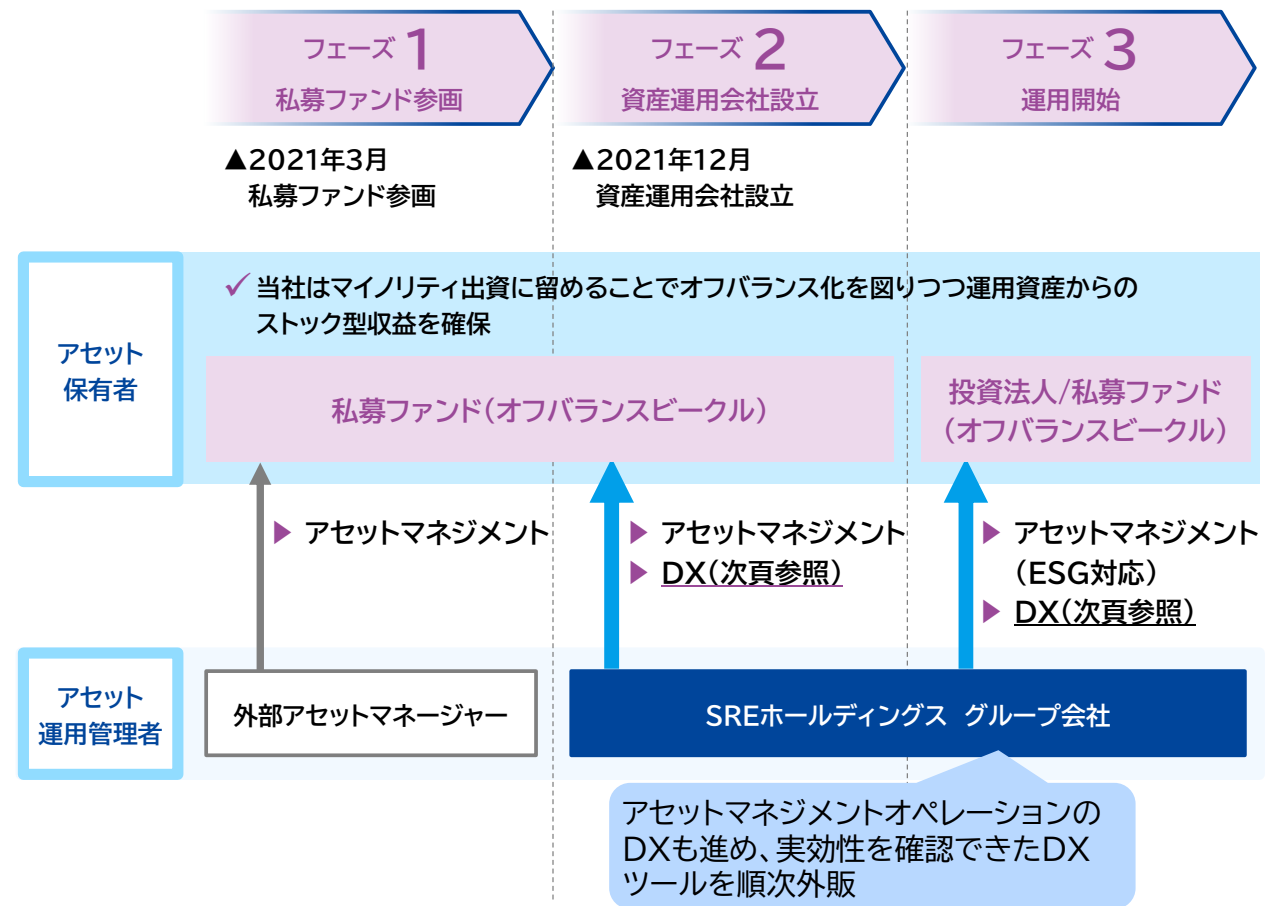 フェーズ 1
私募ファンド参画
フェーズ 2
資産運用会社設立
フェーズ 3
運用開始
▲2021年3月
私募ファンド参画
▲2021年12月
資産運用会社設立
アセット
保有者
✓ 当社はマイノリティ出資に留めることでオフバランス化を図りつつ運用資産からの
ストック型収益を確保
私募ファンド(オフバランスビークル)
投資法人/私募ファンド
(オフバランスビークル)
▶ アセットマネジメント
▶ アセットマネジメント
▶ DX(次頁参照)
▶ アセットマネジメント
(ESG対応)
▶ DX(次頁参照)
アセット
運用管理者
外部アセットマネージャー
SREホールディングス グループ会社
アセットマネジメントオペレーションの
DXも進め、実効性を確認できたDX
ツールを順次外販